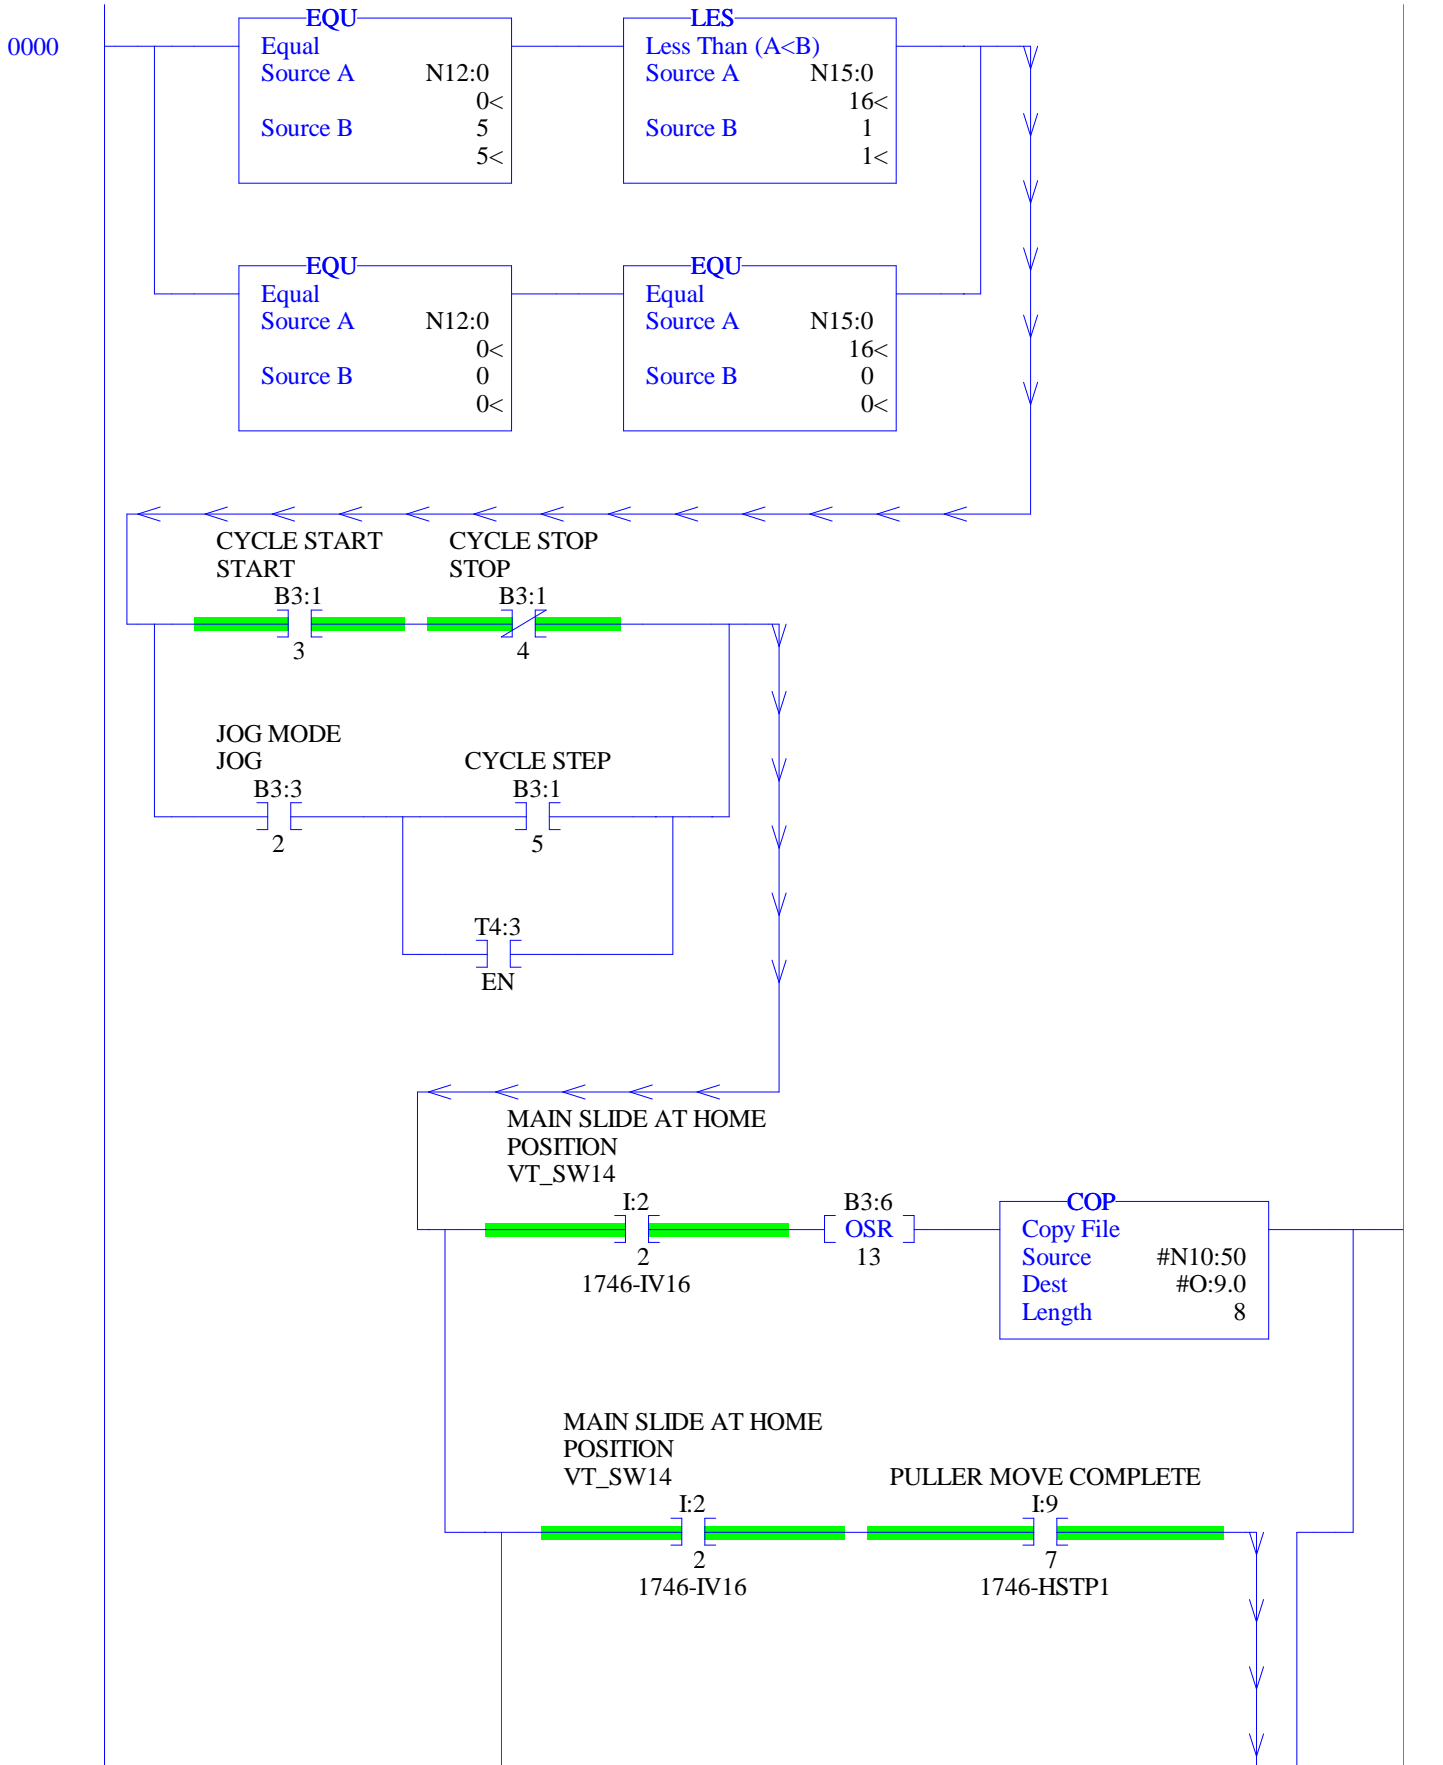 EQU
LES
0000
Equal
Less Than (A<B)
Source A N12:0
Source A N15:0
0<
16<
Source B 5
Source B 1
5<
1<
EQU
EQU
Equal
Equal
Source A N12:0
Source A N15:0
0<
16<
Source B 0
Source B 0
0<
0<
CYCLE START
START
B3:1
3
CYCLE STOP
STOP
B3:1
4
JOG MODE
JOG
B3:3
2
CYCLE STEP
B3:1
5
T4:3
EN
MAIN SLIDE AT HOME
POSITION
VT_SW14
I:2
2
1746-IV16
B3:6
OSR
13
COP
Copy File
Source #N10:50
Dest #O:9.0
Length 8
MAIN SLIDE AT HOME
POSITION
VT_SW14
I:2
2
1746-IV16
PULLER MOVE COMPLETE
I:9
7
1746-HSTP1